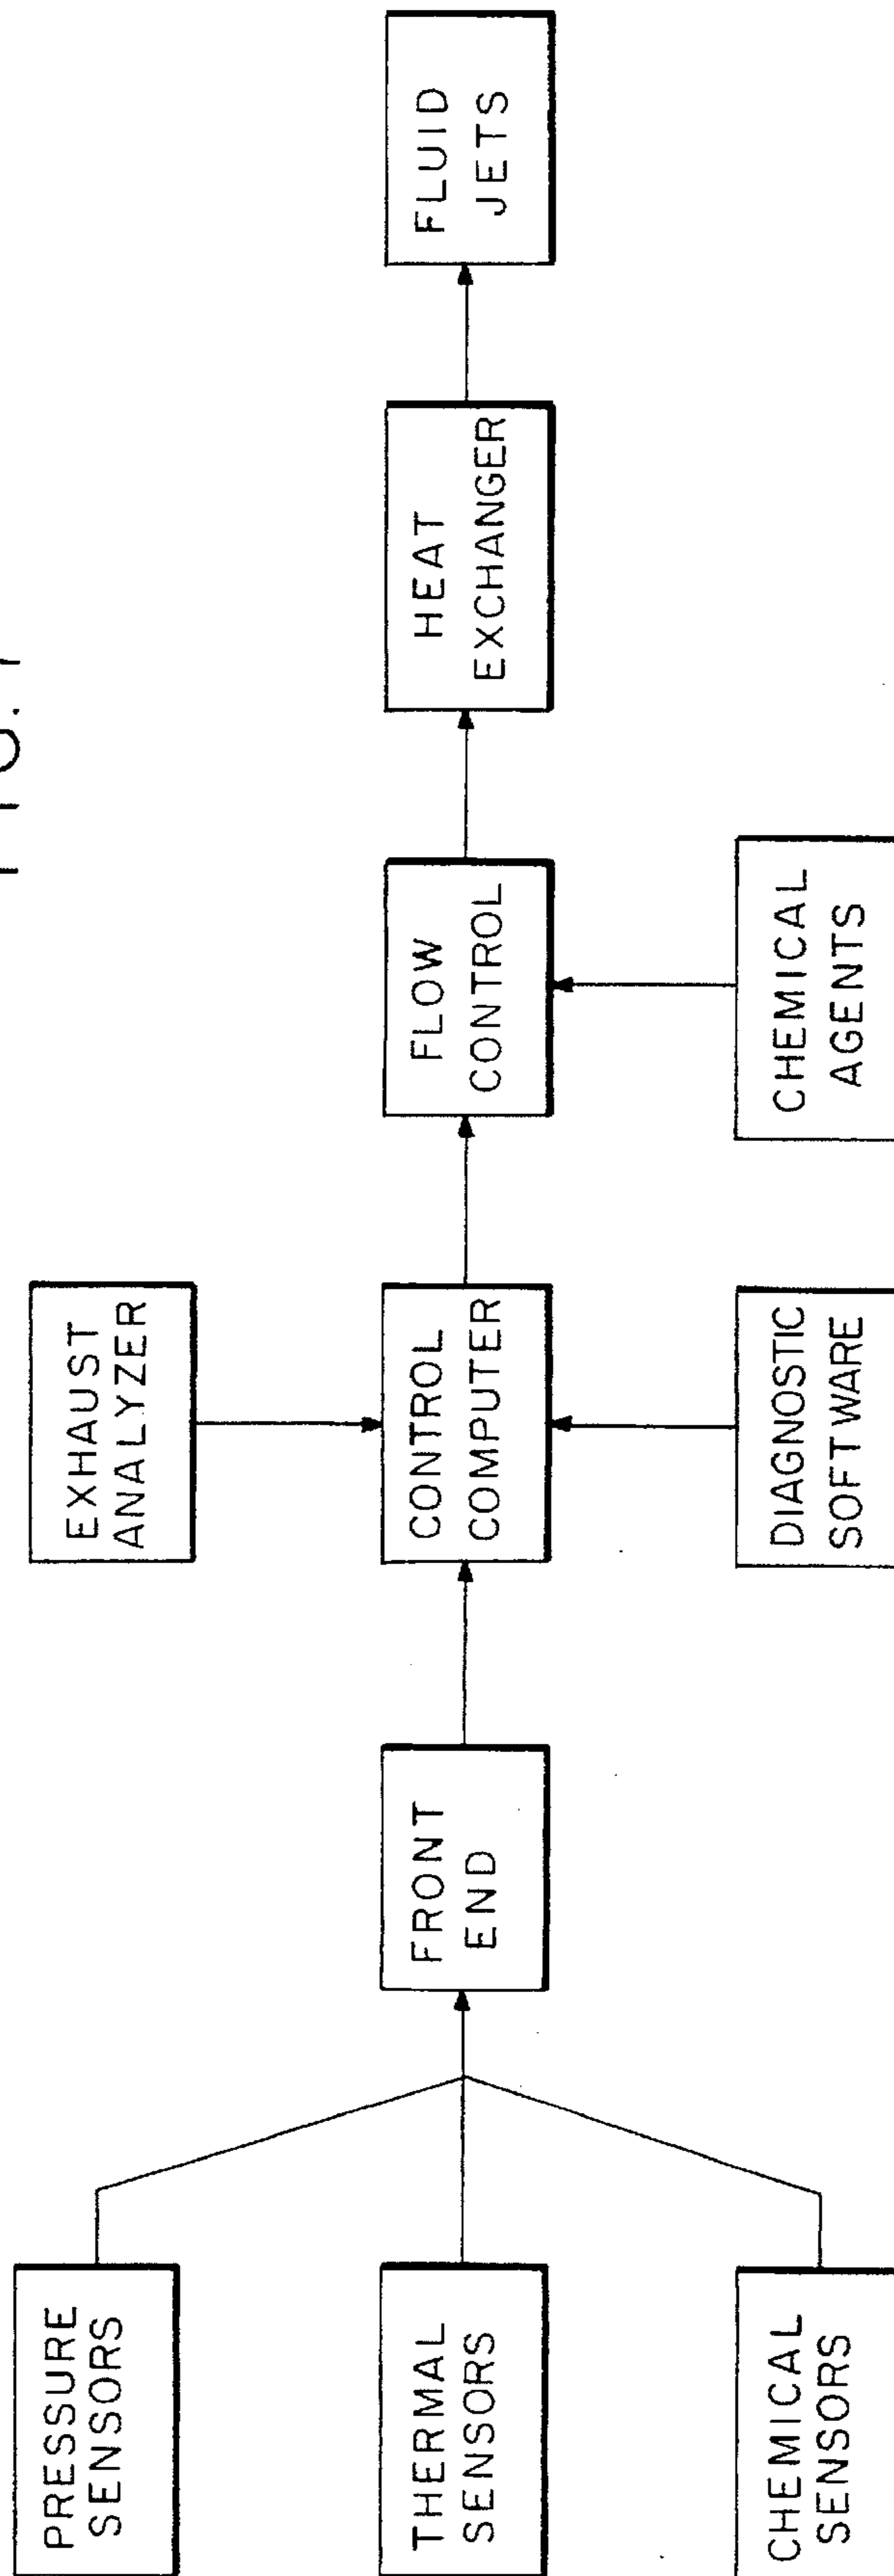 FIG.
PRESSURE
SENSORS
EXHAUST
ANALYZER
THERMAL
SENSORS
FRONT
END
CONTROL
COMPUTER
FLOW
CONTROL
HEAT
EXCHANGER
FLUID
JETS
CHEMICAL
SENSORS
DIAGNOSTIC
SOFTWARE
CHEMICAL
AGENTS